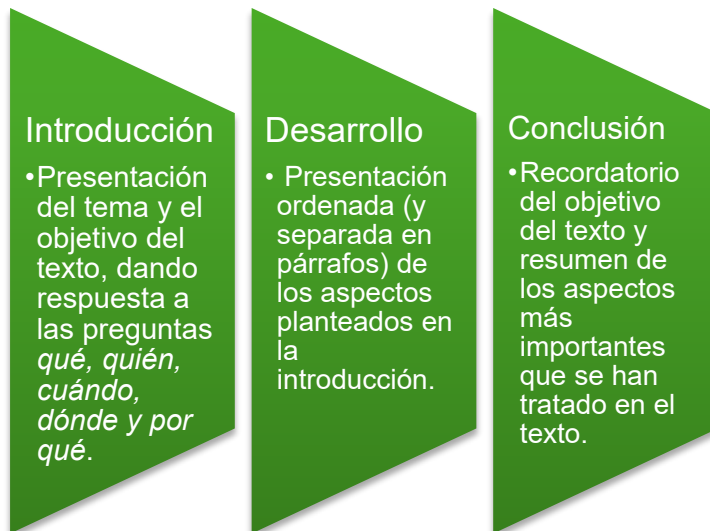 Introducción
•Presentación
del tema y el
objetivo del
texto, dando
respuesta a
las preguntas
qué, quién,
cuándo,
dónde y por
qué.
Desarrollo
• Presentación
ordenada (y
separada en
párrafos) de
los aspectos
planteados en
la
introducción.
Conclusión
•Recordatorio
del objetivo
del texto y
resumen de
los aspectos
más
importantes
que se han
tratado en el
texto.